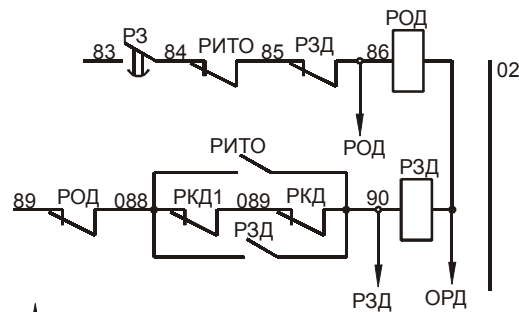 РОД
РЗ
83 84 РИТО 85 РЗД 86
02
РОД
РИТО
РЗД
89 РОД 088 РКД1 089 РКД 90
РЗД
РЗД ОРД